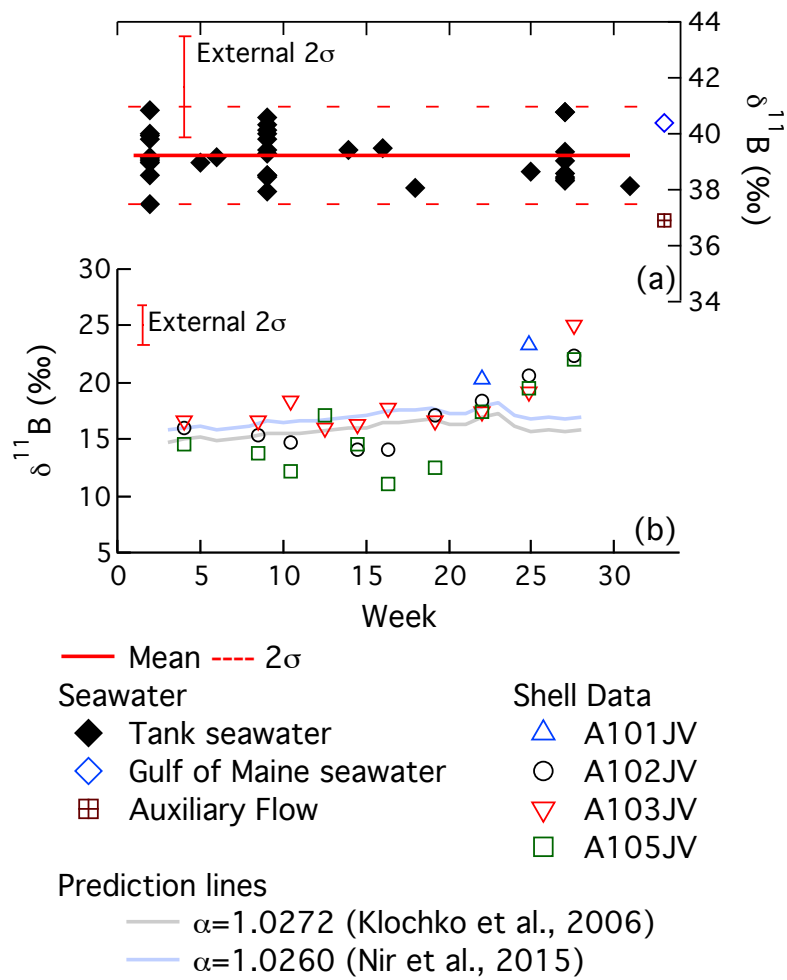 44
External 2σ
42
40
38
36
34
δ11B (‰)
(a)
30
25
20
15
10
5
External 2σ
δ11B (‰)
(b)
0 5 10 15 20 25 30
Week
Mean 2σ
Seawater Shell Data
Tank seawater A101JV
Gulf of Maine seawater A102JV
Auxiliary Flow A103JV
A105JV
Prediction lines
α=1.0272 (Klochko et al., 2006)
α=1.0260 (Nir et al., 2015)